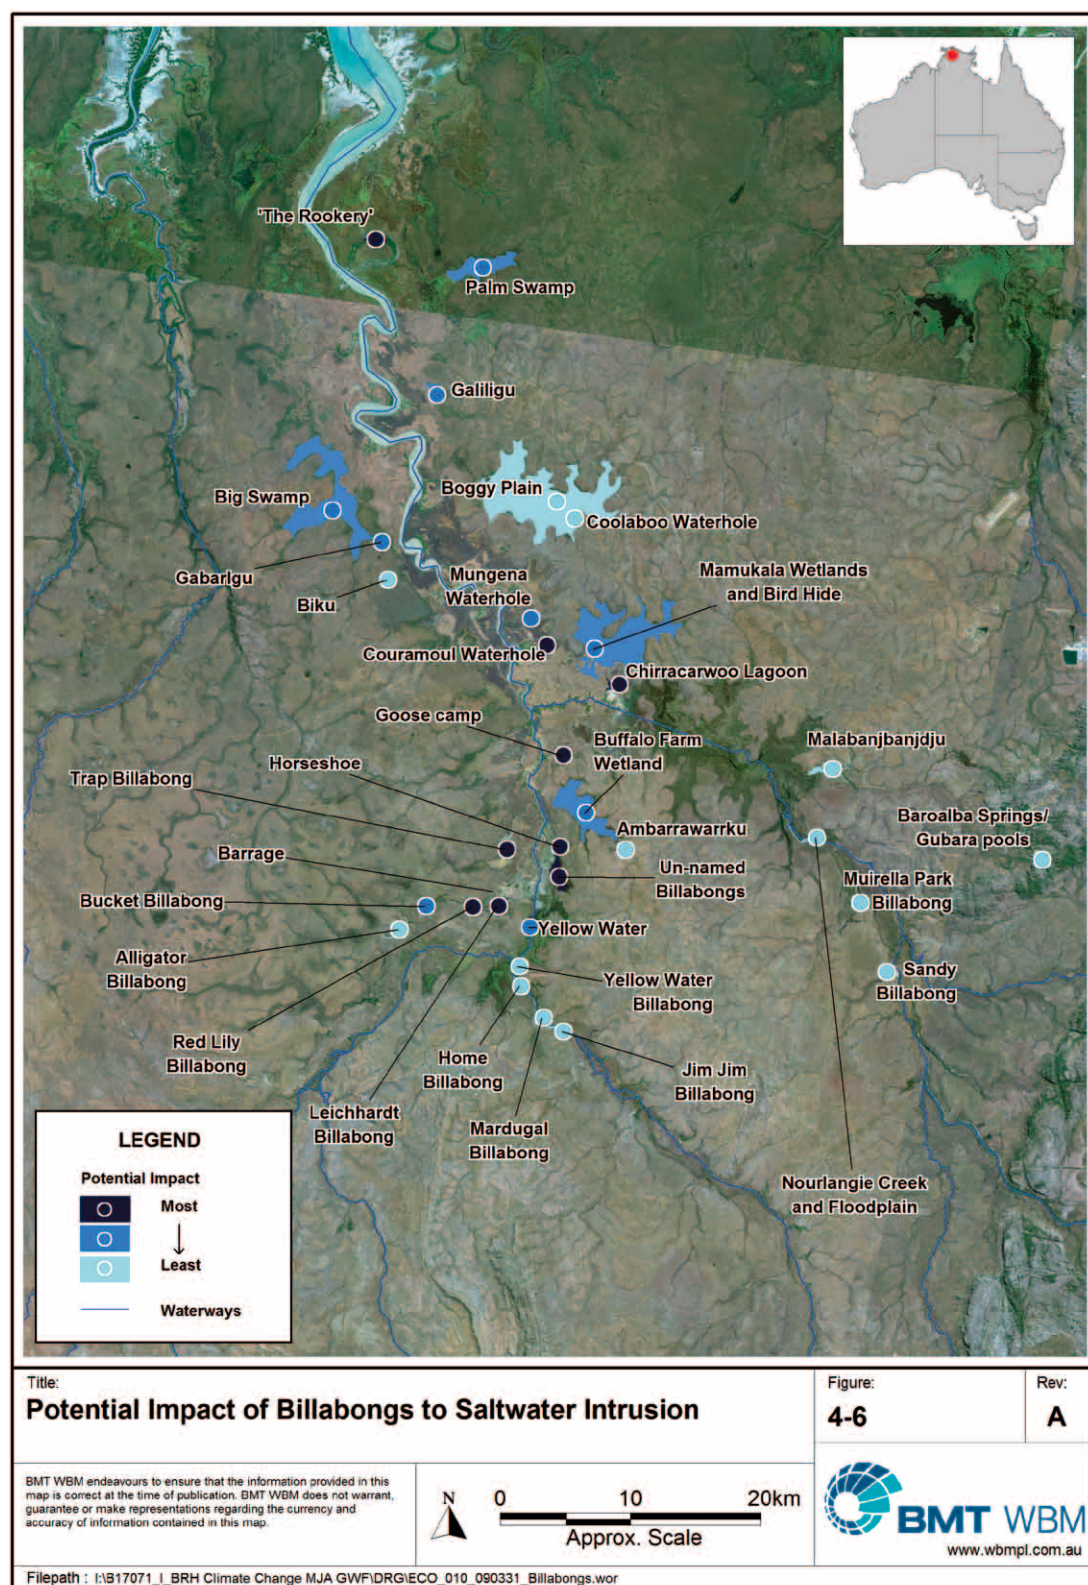 'The Rookery'
Palm Swamp
Galiligu
Boggy Plain
Big Swamp
Coolaboo Waterhole
Gabarlgu
Mungena
Waterhole
Mamukala Wetlands
and Bird Hide
Biku
Couramoul Waterhole
Chirracarwoo Lagoon
Goose camp
Buffalo Farm
Wetland
Malabanjbanjdju
Horseshoe
Trap Billabong
Baroalba Springs/
Gubara pools
Ambarrawarrku
Barrage
Un-named
Billabongs
Muirella Park
Billabong
Bucket Billabong
Yellow Water
Alligator
Billabong
Yellow Water
Billabong
Sandy
Billabong
Red Lily
Billabong
Home
Billabong
Jim Jim
Billabong
Leichhardt
Billabong
Mardugal
Billabong
Nourlangie Creek
and Floodplain
LEGEND
Potential Impact
Most
Least
Waterways
Title:
Potential Impact of Billabongs to Saltwater Intrusion
Figure:
4-6
Rev:
A
BMT WBM endeavours to ensure that the information provided in this
map is correct at the time of publication. BMT WBM does not warrant,
guarantee or make representations regarding the currency and
accuracy of information contained in this map.
N
0 10 20km
Approx. Scale
BMT WBM
www.wbmpl.com.au
Filepath : I:\B17071_I_BRH Climate Change MJA GWF\DRG\ECO_010_090331_Billabongs.wor